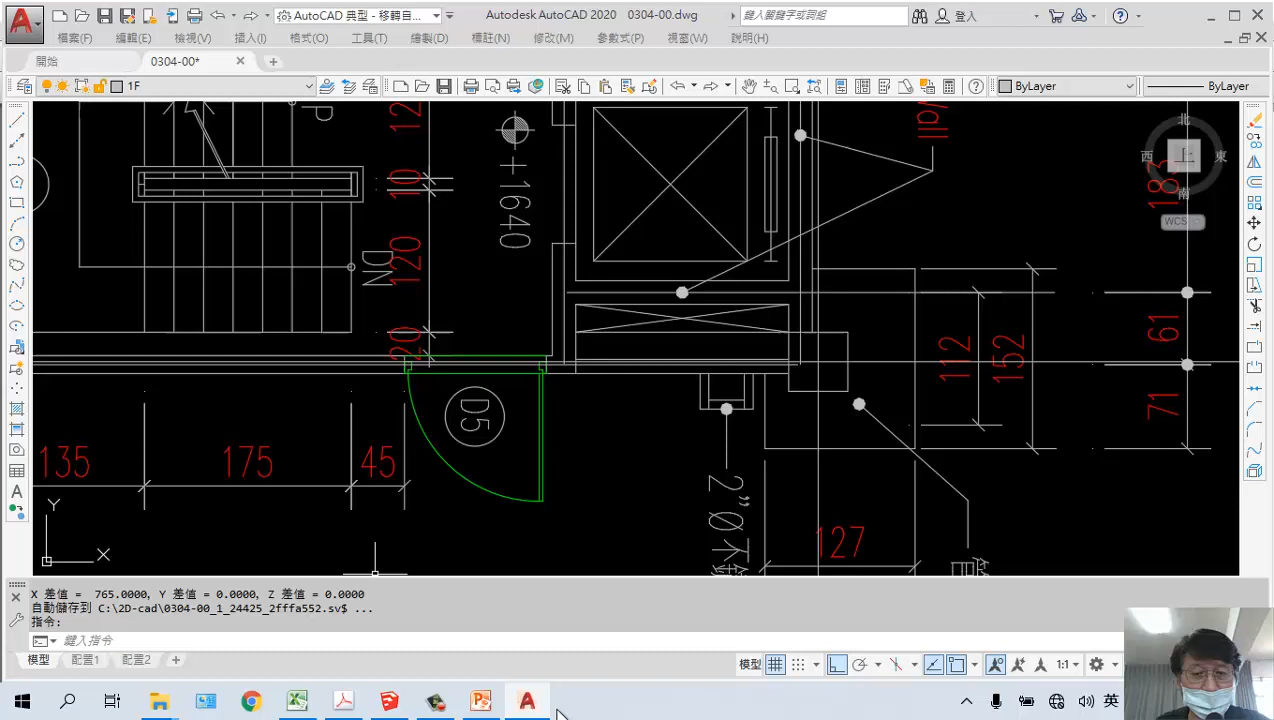 AutoCAD 典型 - 移轉自...
Autodesk AutoCAD 2020
0304-00.dwg
鍵入關鍵字或詞組
登入
檔案(F)
編輯(E)
檢視(V)
插入(I)
格式(O)
工具(T)
繪製(D)
標註(N)
修改(M)
參數式(P)
視窗(W)
說明(H)
開始
0304-00*
1F
ByLayer
ByLayer
P
12
10
120
20
DN
+1640
北
西
上
東
南
WCS
183
61
71
112
152
D5
135
175
45
127
2"Ø不
Y
X
X 差值 = 765.0000, Y 差值 = 0.0000, Z 差值 = 0.0000
自動儲存到 C:\2D-cad\0304-00_1_24425_2fffa552.sv$ ...
指令:
鍵入指令
模型
配置1
配置2
模型
1:1
英